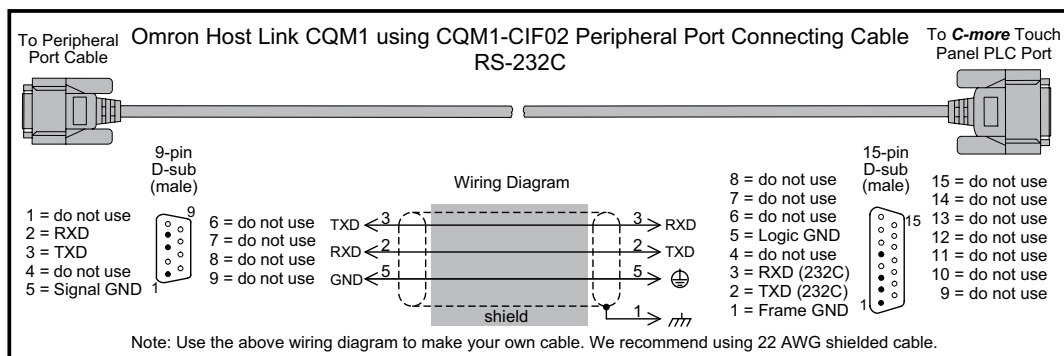 To Peripheral
Port Cable
Omron Host Link CQM1 using CQM1-CIF02 Peripheral Port Connecting Cable
RS-232C
To C-more Touch
Panel PLC Port
9-pin
D-sub
(male)
1 = do not use
2 = RXD
3 = TXD
4 = do not use
5 = Signal GND
9
1
6 = do not use
7 = do not use
8 = do not use
9 = do not use
Wiring Diagram
TXD 3 3 RXD
RXD 2 2 TXD
GND 5 5
1
shield
15-pin
D-sub
(male)
8 = do not use
7 = do not use
6 = do not use
5 = Logic GND
4 = do not use
3 = RXD (232C)
2 = TXD (232C)
1 = Frame GND
15
1
15 = do not use
14 = do not use
13 = do not use
12 = do not use
11 = do not use
10 = do not use
9 = do not use
Note: Use the above wiring diagram to make your own cable. We recommend using 22 AWG shielded cable.